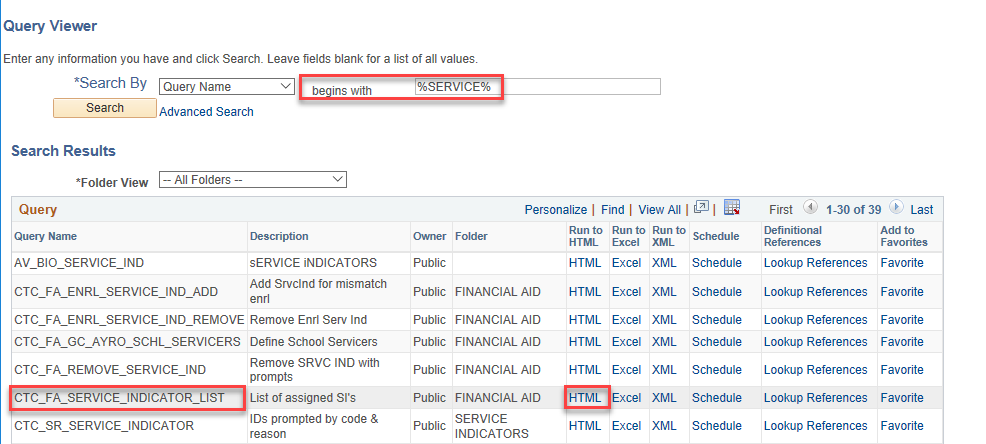 Query Viewer
Enter any information you have and click Search. Leave fields blank for a list of all values.
*Search By Query Name begins with %SERVICE%
Search Advanced Search
Search Results
*Folder View -- All Folders --
Query Personalize | Find | View All | | First 1-30 of 39 Last
Query Name Description Owner Folder Run to HTML Run to Excel Run to XML Schedule Definitional References Add to Favorites
AV_BIO_SERVICE_IND sERVICE iNDICATORS Public HTML Excel XML Schedule Lookup References Favorite
CTC_FA_ENRL_SERVICE_IND_ADD Add SrvcInd for mismatch enrl Public FINANCIAL AID HTML Excel XML Schedule Lookup References Favorite
CTC_FA_ENRL_SERVICE_IND_REMOVE Remove Enrl Serv Ind Public FINANCIAL AID HTML Excel XML Schedule Lookup References Favorite
CTC_FA_GC_AYRO_SCHL_SERVICERS Define School Servicers Public FINANCIAL AID HTML Excel XML Schedule Lookup References Favorite
CTC_FA_REMOVE_SERVICE_IND Remove SRVC IND with prompts Public FINANCIAL AID HTML Excel XML Schedule Lookup References Favorite
CTC_FA_SERVICE_INDICATOR_LIST List of assigned SI's Public FINANCIAL AID HTML Excel XML Schedule Lookup References Favorite
CTC_SR_SERVICE_INDICATOR IDs prompted by code & reason Public SERVICE INDICATORS HTML Excel XML Schedule Lookup References Favorite